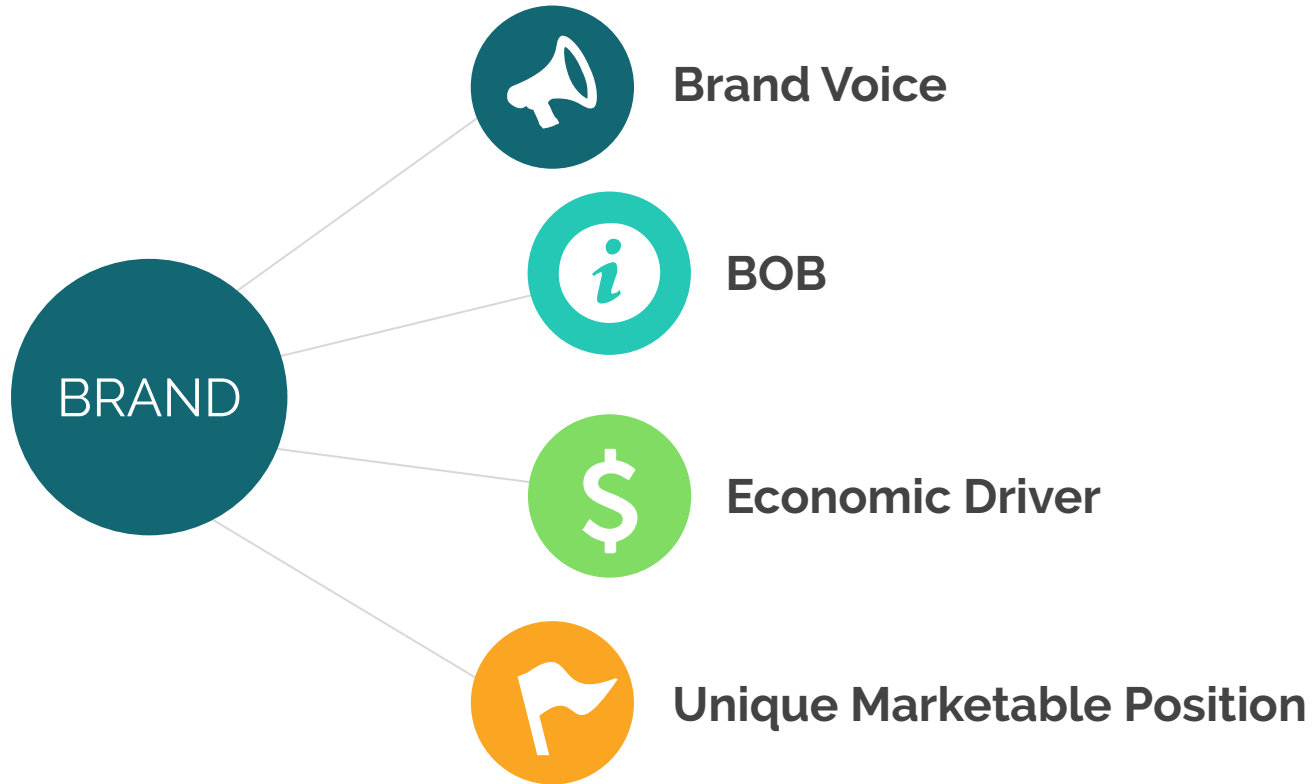 Brand Voice
BOB
BRAND
Economic Driver
Unique Marketable Position